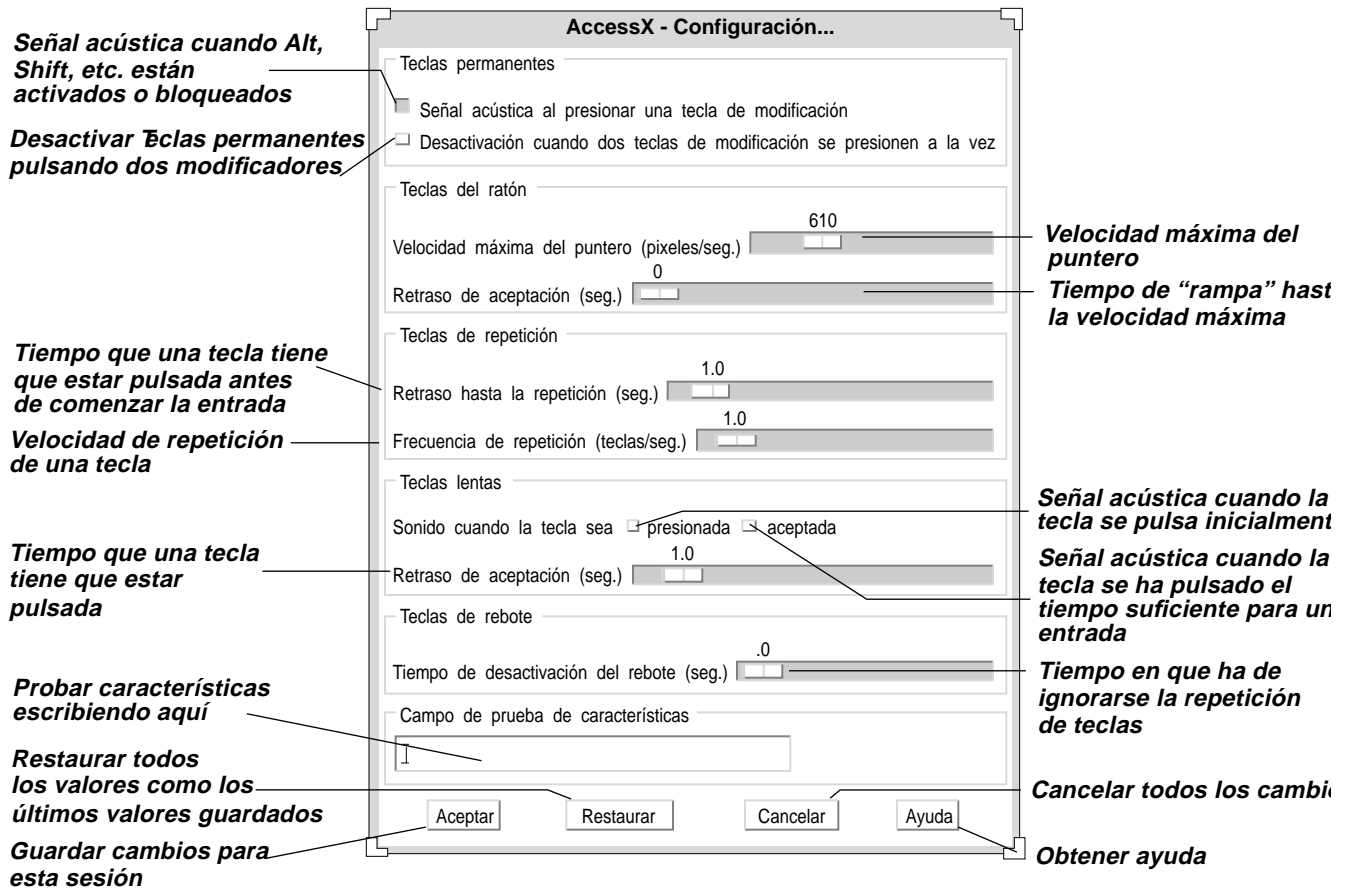 AccessX - Configuración...
Señal acústica cuando Alt,
Shift, etc. están
activados o bloqueados
Desactivar Teclas permanentes
pulsando dos modificadores
Teclas permanentes
Señal acústica al presionar una tecla de modificación
Desactivación cuando dos teclas de modificación se presionen a la vez
Teclas del ratón
610
Velocidad máxima del puntero (pixeles/seg.)
0
Retraso de aceptación (seg.)
Velocidad máxima del
puntero
Tiempo de “rampa” hast
la velocidad máxima
Teclas de repetición
1.0
Retraso hasta la repetición (seg.)
1.0
Frecuencia de repetición (teclas/seg.)
Tiempo que una tecla tiene
que estar pulsada antes
de comenzar la entrada
Velocidad de repetición
de una tecla
Teclas lentas
Sonido cuando la tecla sea presionada aceptada
1.0
Retraso de aceptación (seg.)
Tiempo que una tecla
tiene que estar
pulsada
Señal acústica cuando la
tecla se pulsa inicialment
Señal acústica cuando la
tecla se ha pulsado el
tiempo suficiente para un
entrada
Teclas de rebote
.0
Tiempo de desactivación del rebote (seg.)
Tiempo en que ha de
ignorarse la repetición
de teclas
Probar características
escribiendo aquí
Campo de prueba de características
Restaurar todos
los valores como los
últimos valores guardados
Guardar cambios para
esta sesión
Aceptar Restaurar Cancelar Ayuda
Cancelar todos los cambi
Obtener ayuda